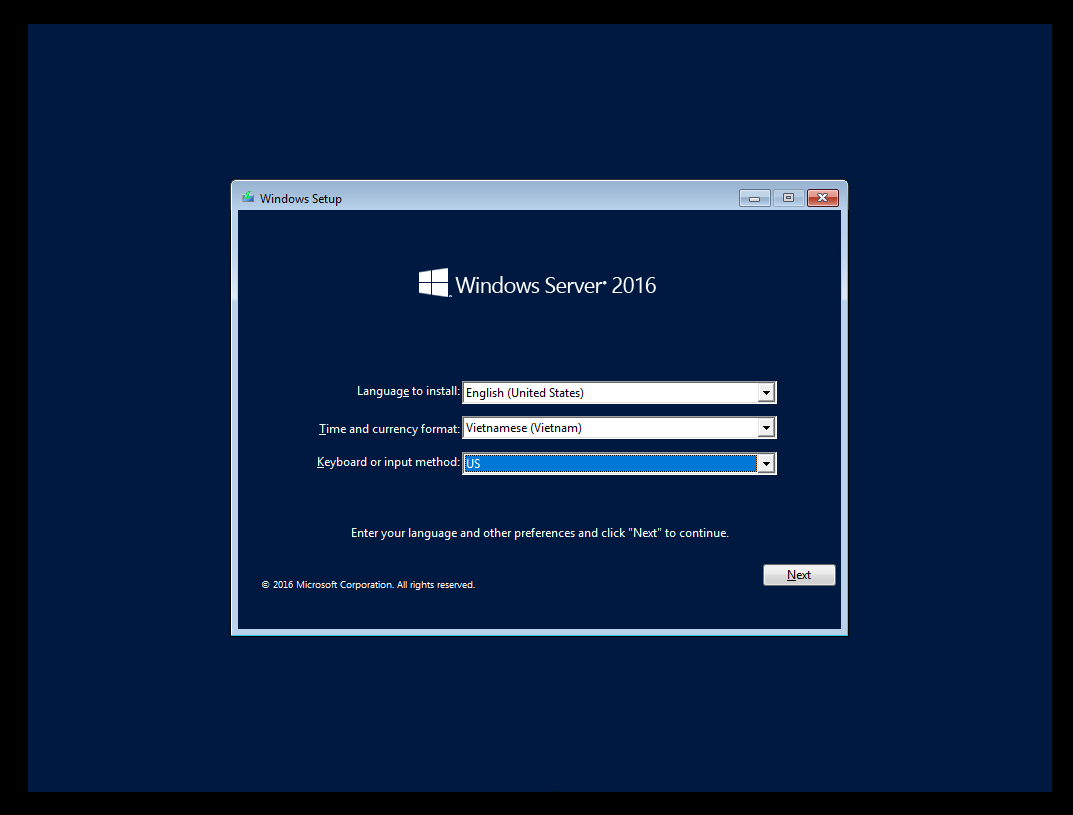 Windows Setup
Windows Server 2016
Language to install: English (United States)
Time and currency format: Vietnamese (Vietnam)
Keyboard or input method: US
Enter your language and other preferences and click "Next" to continue.
Next
© 2016 Microsoft Corporation. All rights reserved.